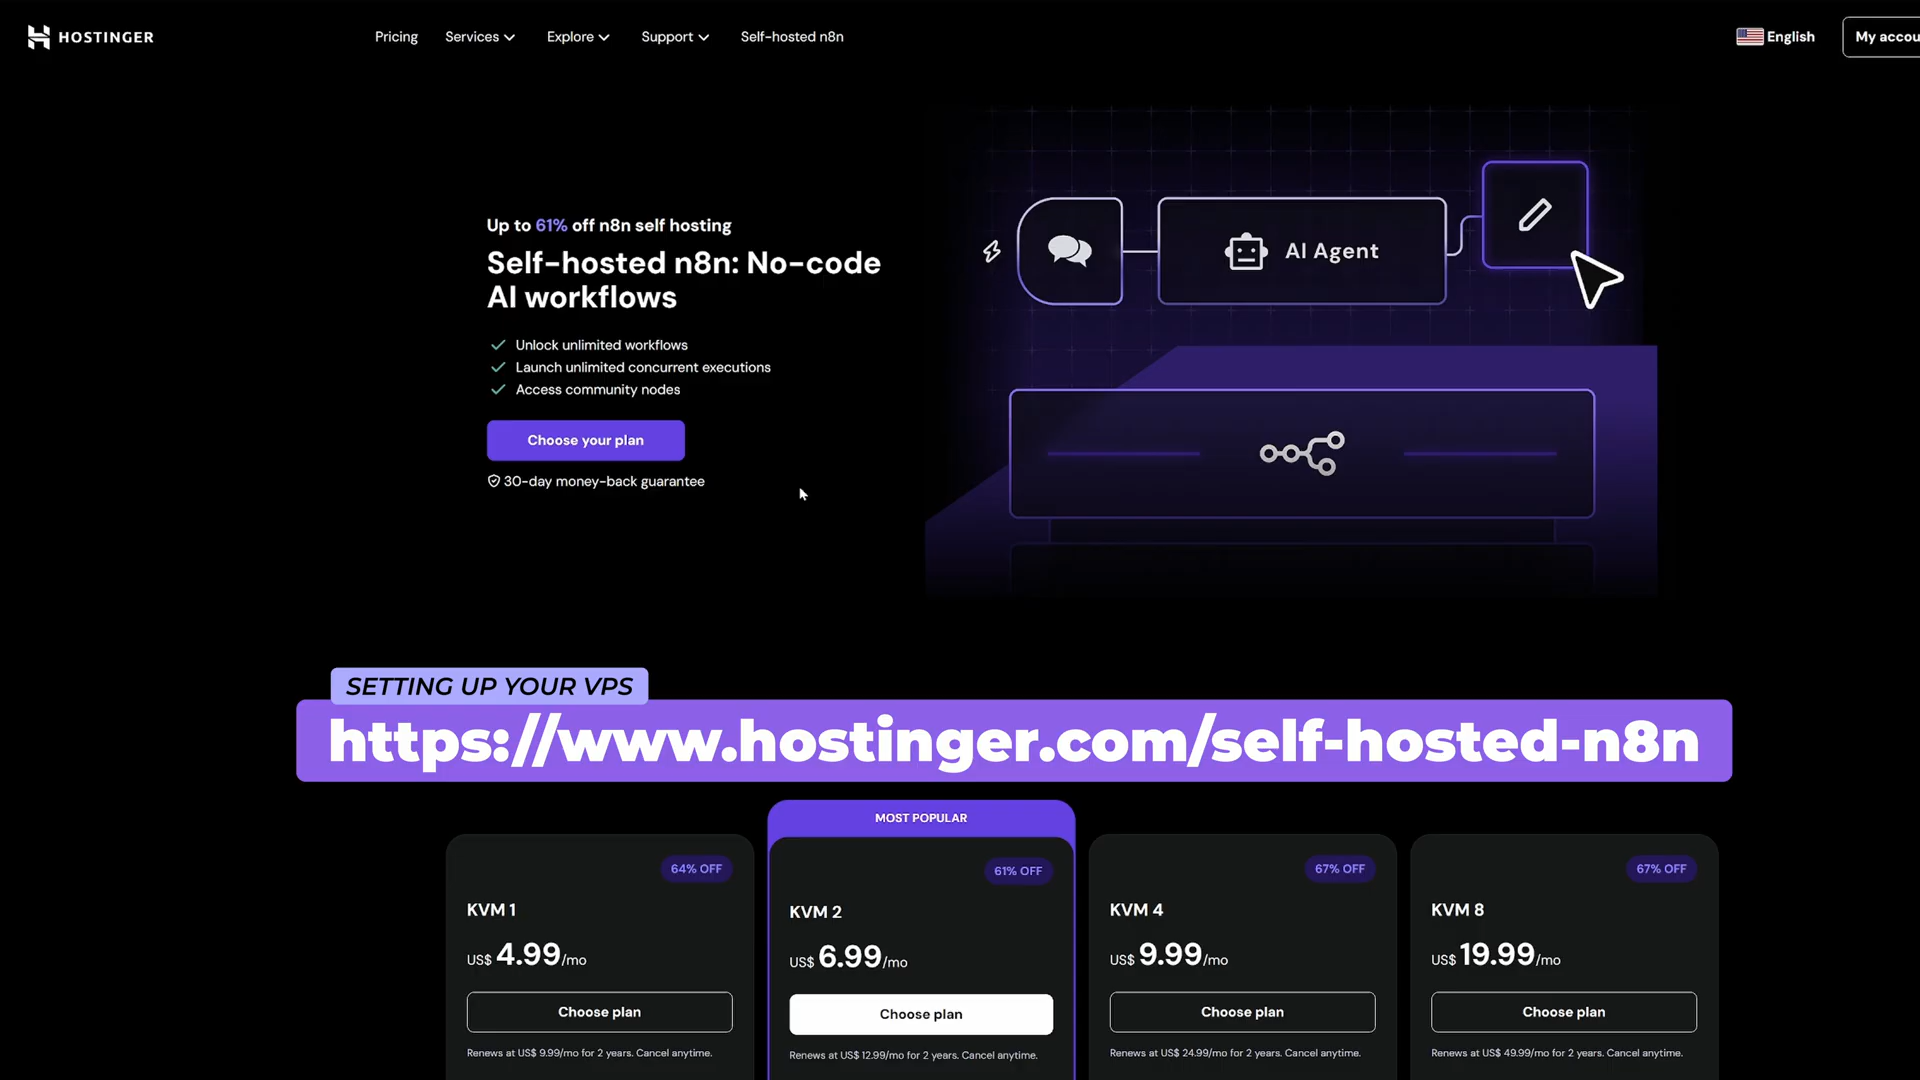 HOSTINGER
Pricing
Services
Explore
Support
Self-hosted n8n
English
My accou
Up to 61% off n8n self hosting
Self-hosted n8n: No-code
AI workflows
Unlock unlimited workflows
Launch unlimited concurrent executions
Access community nodes
Choose your plan
30-day money-back guarantee
AI Agent
SETTING UP YOUR VPS
https://www.hostinger.com/self-hosted-n8n
64% OFF
KVM 1
US$ 4.99/mo
Choose plan
Renews at US$ 9.99/mo for 2 years. Cancel anytime.
MOST POPULAR
61% OFF
KVM 2
US$ 6.99/mo
Choose plan
Renews at US$ 12.99/mo for 2 years. Cancel anytime.
67% OFF
KVM 4
US$ 9.99/mo
Choose plan
Renews at US$ 24.99/mo for 2 years. Cancel anytime.
67% OFF
KVM 8
US$ 19.99/mo
Choose plan
Renews at US$ 49.99/mo for 2 years. Cancel anytime.